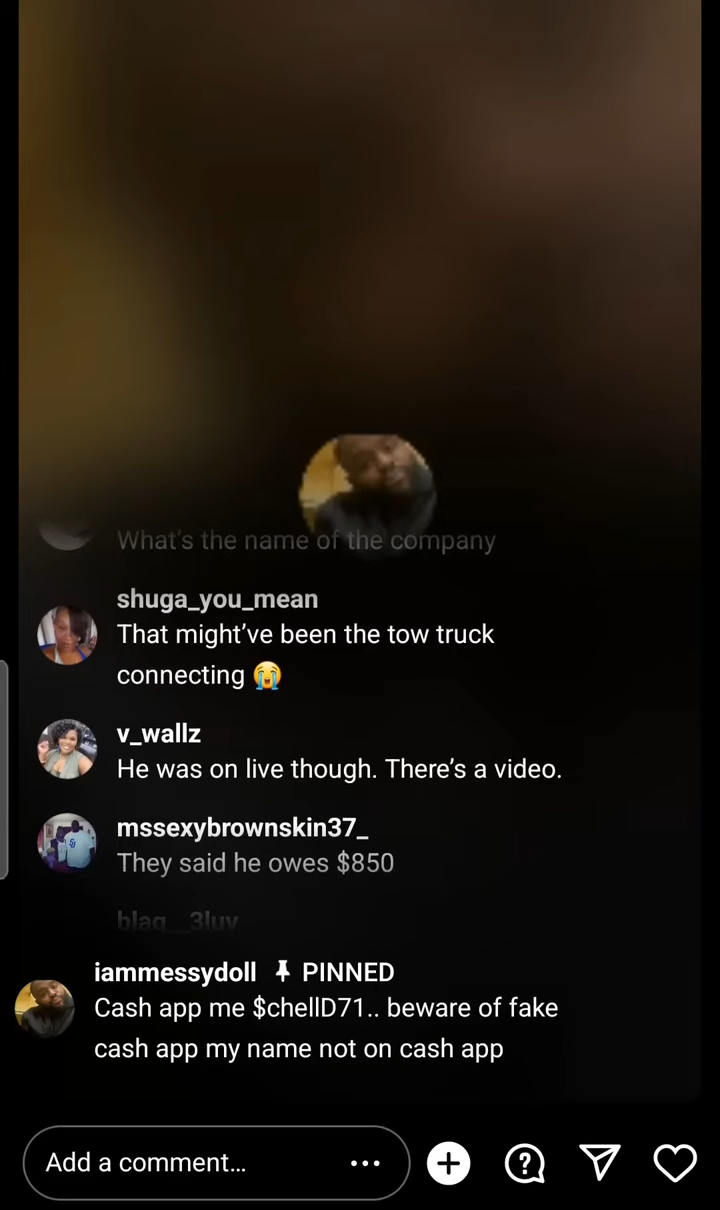 What's the name of the company
shuga_you_mean
That might've been the tow truck
connecting 😭
v_wallz
He was on live though. There's a video.
mssexybrownskin37_
They said he owes $850
blaq__3luv
iammessydoll PINNED
Cash app me $chellD71.. beware of fake
cash app my name not on cash app
Add a comment...